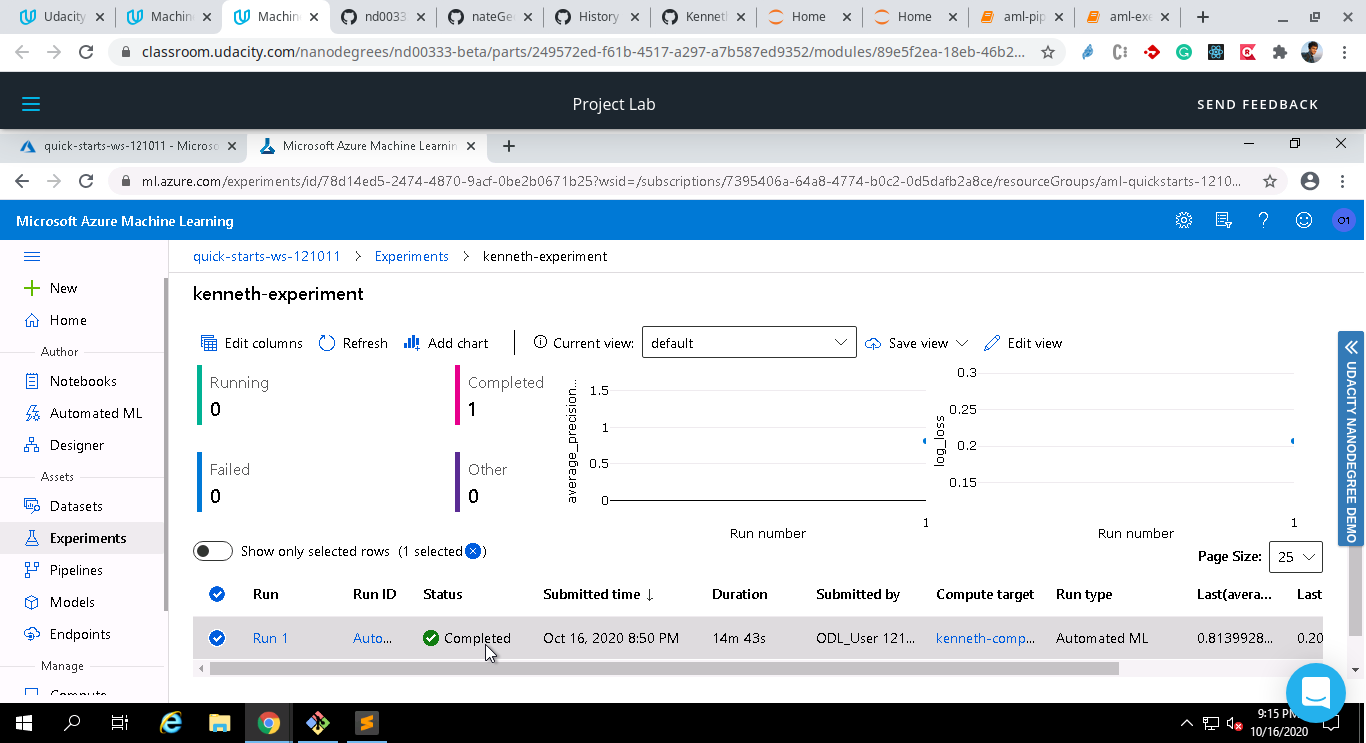 Udacity Machin Machin nd0033 nateGe History Kennetl Home Home aml-pip aml-exe
classroom.udacity.com/nanodegrees/nd00333-beta/parts/249572ed-f61b-4517-a297-a7b587ed9352/modules/89e5f2ea-18eb-46b2...
Project Lab SEND FEEDBACK
quick-starts-ws-121011 - Microso Microsoft Azure Machine Learnin
ml.azure.com/experiments/id/78d14ed5-2474-4870-9acf-0be2b0671b25?wsid=/subscriptions/7395406a-64a8-4774-b0c2-0d5dafb2a8ce/resourceGroups/aml-quickstarts-1210...
Microsoft Azure Machine Learning O1
quick-starts-ws-121011 > Experiments > kenneth-experiment
New
Home
Author
Notebooks
Automated ML
Designer
Assets
Datasets
Experiments
Pipelines
Models
Endpoints
Manage
Compute
kenneth-experiment
Edit columns Refresh Add chart Current view: default Save view Edit view
Running
0
Completed
1
Failed
0
Other
0
average_precision...
1.5
1
0.5
0
1
Run number
log_loss
0.3
0.25
0.2
0.15
1
Run number
UDACITY NANODEGREE DEMO
Show only selected rows (1 selected )
Page Size: 25
Run Run ID Status Submitted time ↓ Duration Submitted by Compute target Run type Last(avera... Last
Run 1 Auto... Completed Oct 16, 2020 8:50 PM 14m 43s ODL_User 121... kenneth-comp... Automated ML 0.8139928... 0.20
9:15 PM
10/16/2020